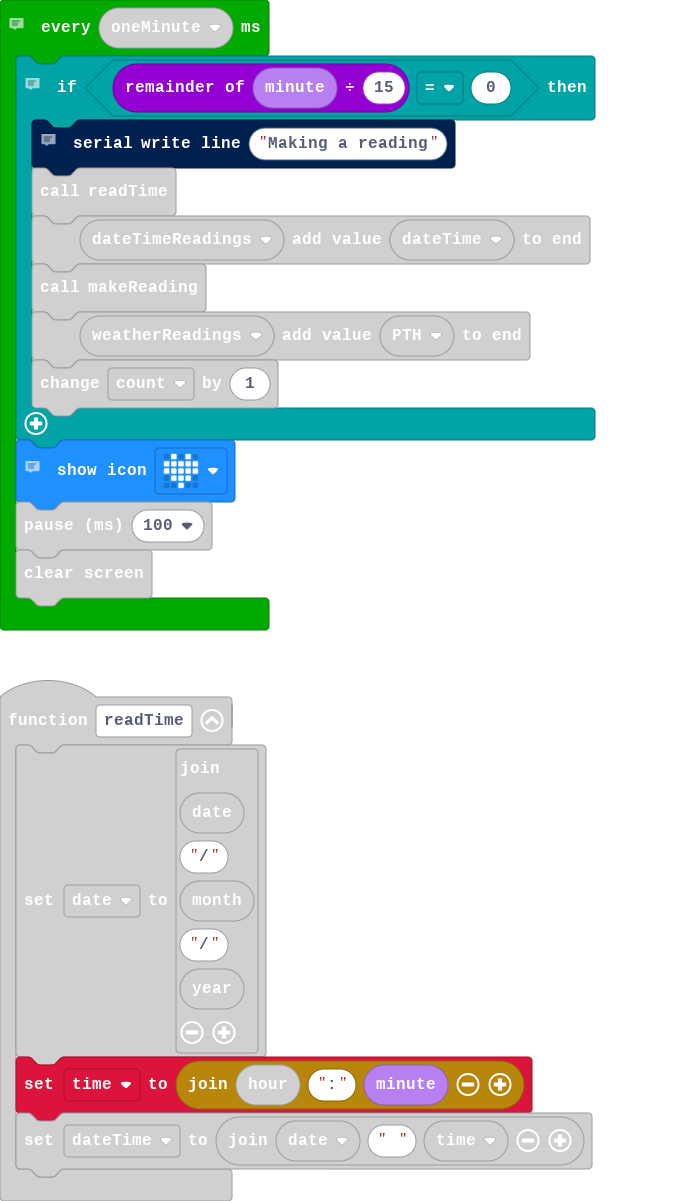 every oneMinute ms
if remainder of minute ÷ 15 = 0 then
serial write line "Making a reading"
call readTime
dateTimeReadings add value dateTime to end
call makeReading
weatherReadings add value PTH to end
change count by 1
show icon
pause (ms) 100
clear screen
function readTime
join
date
"/"
set date to month
"/"
year
set time to join hour ":" minute
set dateTime to join date " " time